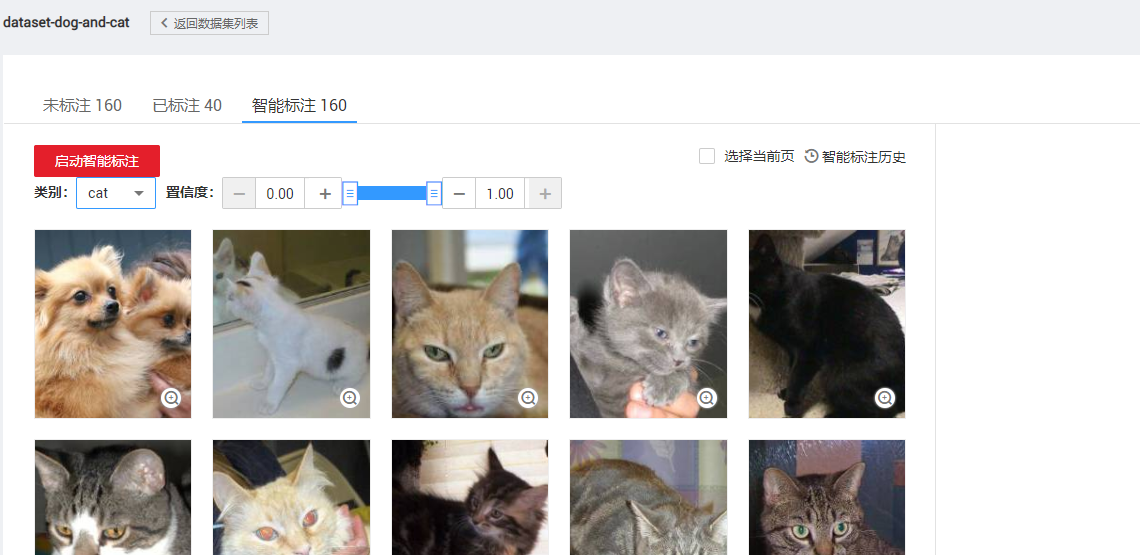 dataset-dog-and-cat
返回数据集列表
未标注 160 已标注 40 智能标注 160
启动智能标注
选择当前页 智能标注历史
类别: cat 置信度: 0.00 1.00